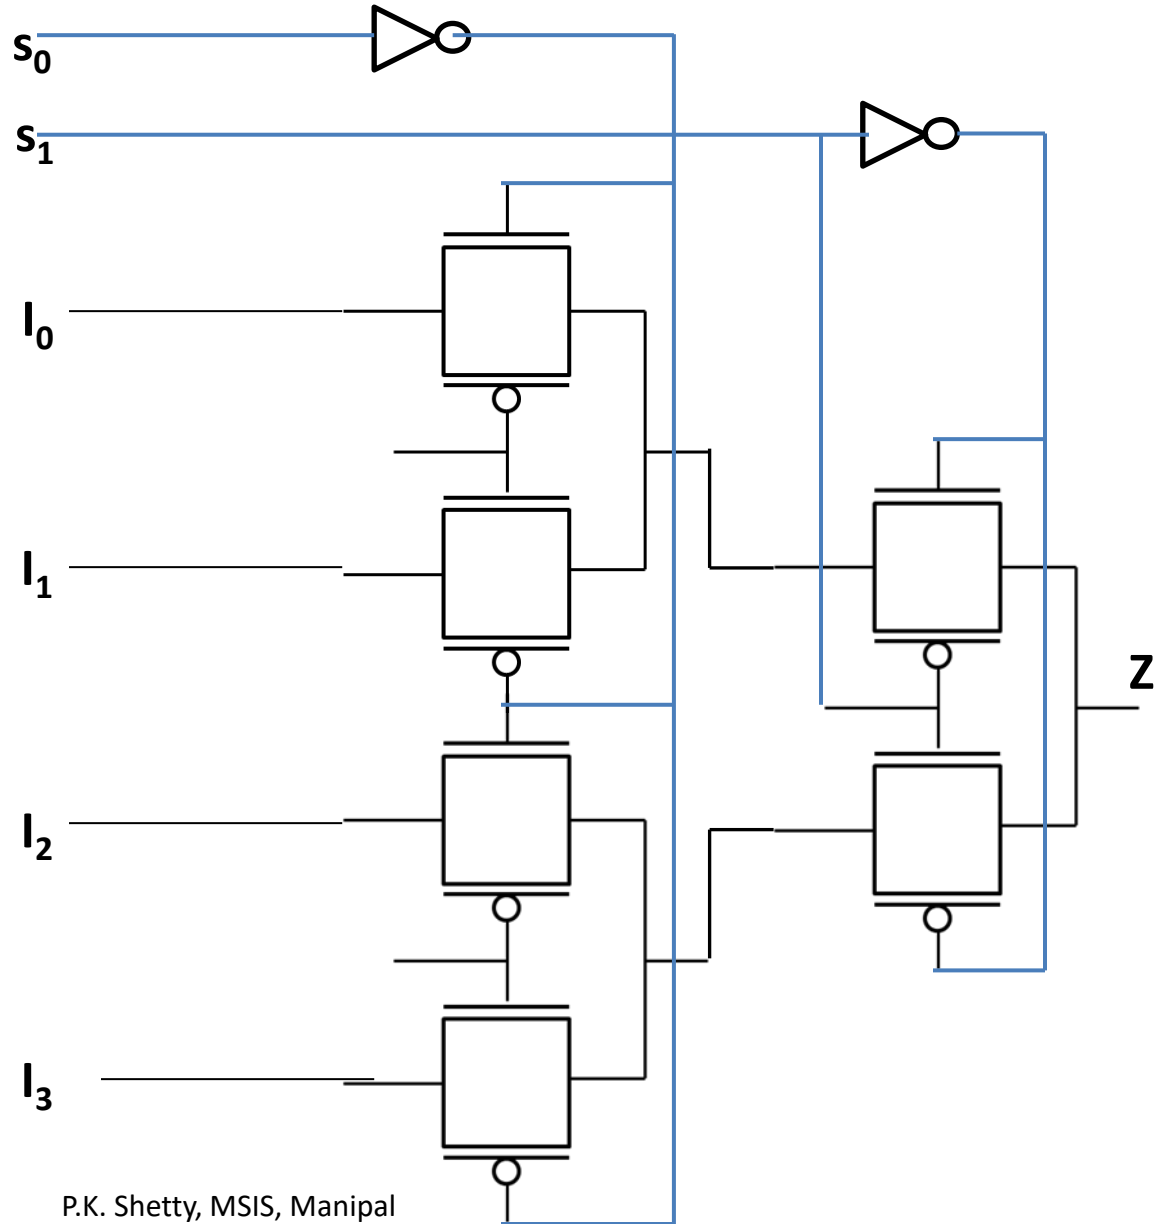 s₀
s₁
I₀
I₁
Z
I₂
I₃
P.K. Shetty, MSIS, Manipal